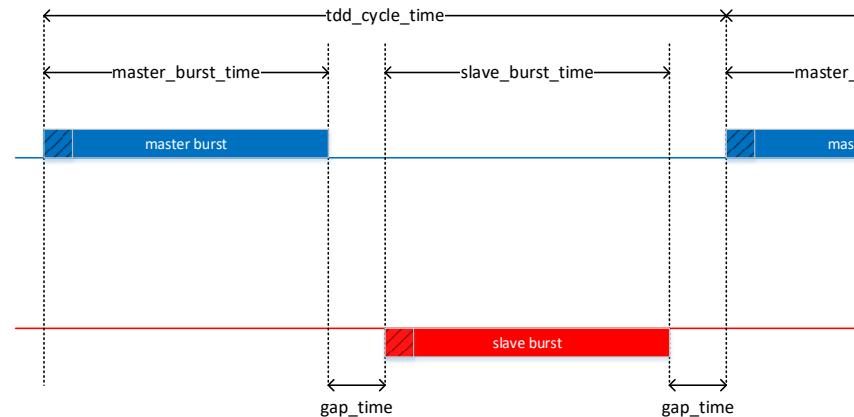 tdd_cycle_time
master_burst_time
slave_burst_time
master_
master burst
mas
slave burst
gap_time
gap_time